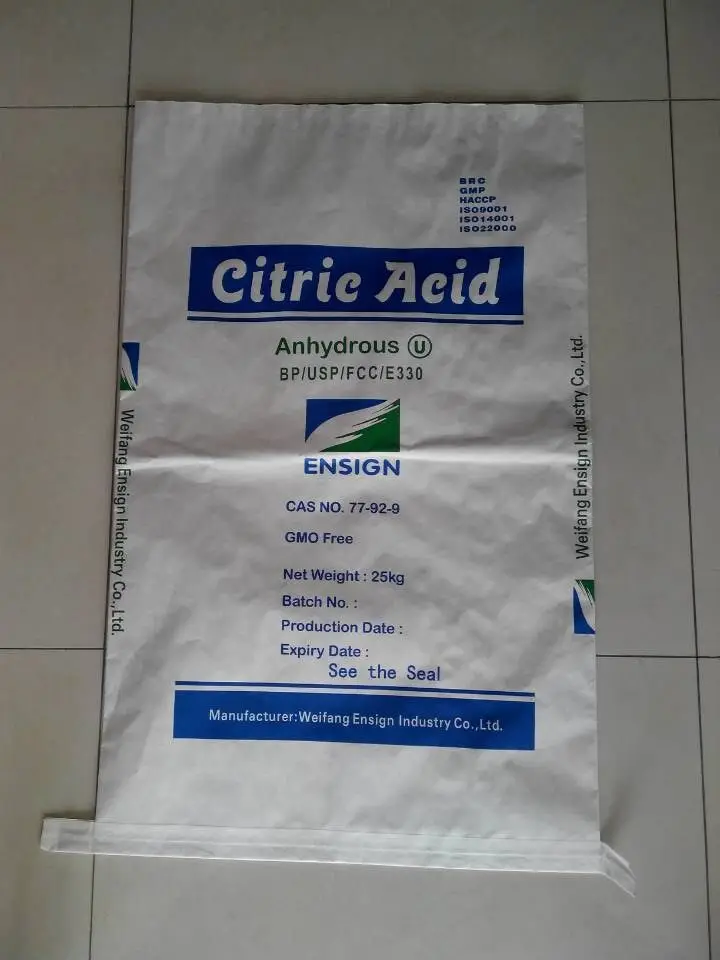 BRC
GMP
HACCP
ISO9001
ISO14001
ISO22000
Citric Acid
Anhydrous U
BP/USP/FCC/E330
ENSIGN
CAS NO. 77-92-9
GMO Free
Net Weight : 25kg
Batch No. :
Production Date :
Expiry Date :
See the Seal
Manufacturer:Weifang Ensign Industry Co.,Ltd.
Weifang Ensign Industry Co.,Ltd.
Weifang Ensign Industry Co.,Ltd.